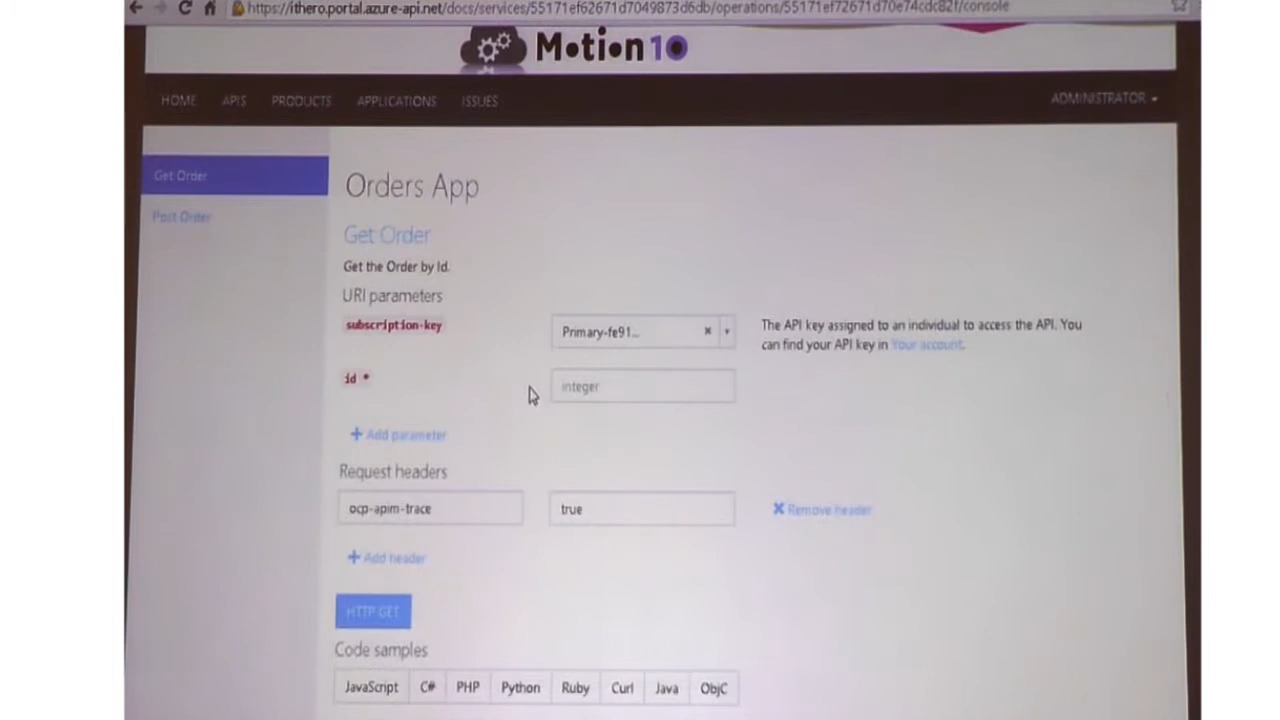 https://ithero.portal.azure-api.net/docs/services/55171ef62671d7049873d6db/operations/55171ef72671d70e74cdc82f/console
Motion10
HOME APIS PRODUCTS APPLICATIONS ISSUES ADMINISTRATOR
Get Order
Post Order
Orders App
Get Order
Get the Order by Id.
URI parameters
subscription-key Primary-fe91... The API key assigned to an individual to access the API. You
can find your API key in Your account.
id * integer
Add parameter
Request headers
ocp-apim-trace true Remove header
Add header
HTTP GET
Code samples
JavaScript C# PHP Python Ruby Curl Java ObjC